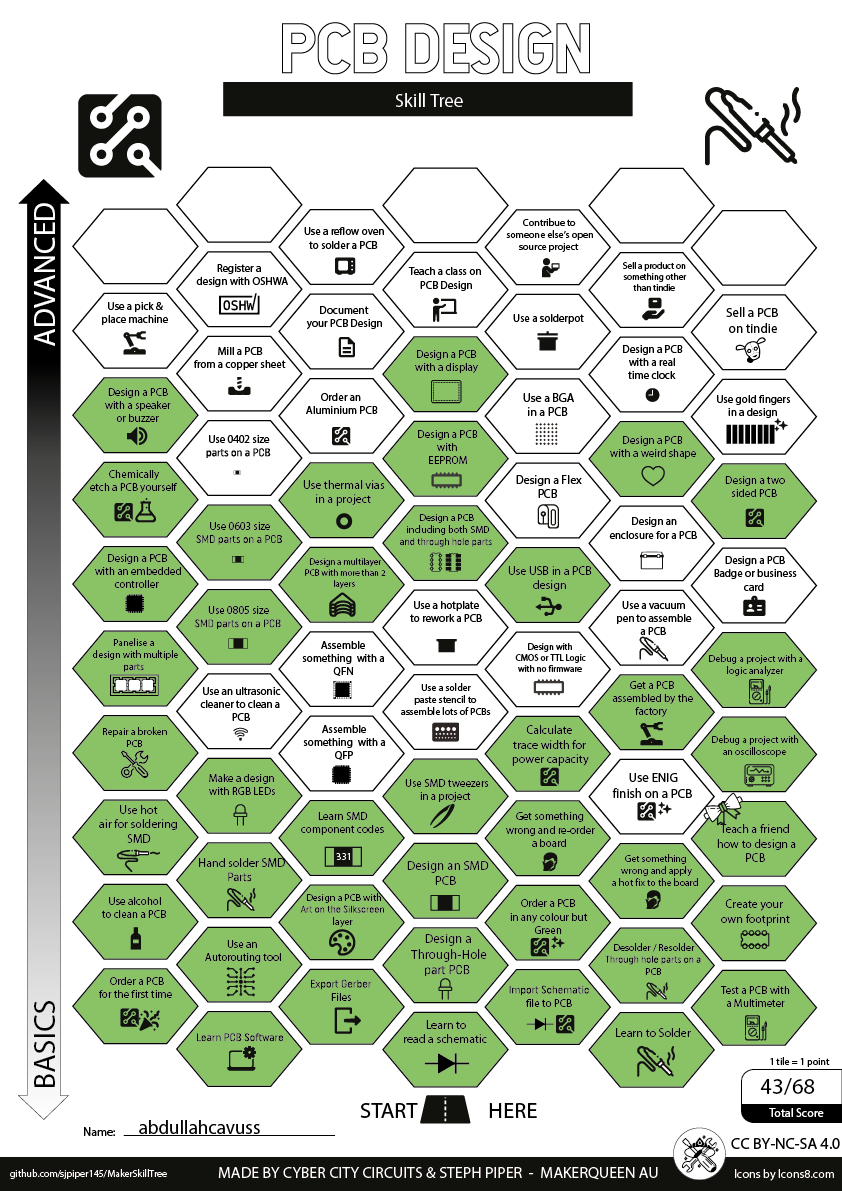 PCB DESIGN
Skill Tree
ADVANCED
BASICS
Use a reflow oven
to solder a PCB
Contribue to
someone else's open
source project
Register a
design with OSHWA
OSHW
Teach a class on
PCB Design
Sell a product on
something other
than tindie
Use a pick &
place machine
Document
your PCB Design
Use a solderpot
Sell a PCB
on tindie
Mill a PCB
from a copper sheet
Design a PCB
with a display
Design a PCB
with a real
time clock
Design a PCB
with a speaker
or buzzer
Order an
Aluminium PCB
Use a BGA
in a PCB
Use gold fingers
in a design
Use 0402 size
parts on a PCB
Design a PCB
with
EEPROM
Design a PCB
with a weird shape
Chemically
etch a PCB yourself
Use thermal vias
in a project
Design a Flex
PCB
Design a two
sided PCB
Use 0603 size
SMD parts on a PCB
Design a PCB
including both SMD
and through hole parts
Design an
enclosure for a PCB
Design a PCB
with an embedded
controller
Design a multilayer
PCB with more than 2
layers
Use USB in a PCB
design
Design a PCB
Badge or business
card
Use 0805 size
SMD parts on a PCB
Use a hotplate
to rework a PCB
Use a vacuum
pen to assemble
a PCB
Panelise a
design with multiple
parts
Assemble
something with a
QFN
Design with
CMOS or TTL Logic
with no firmware
Debug a project with a
logic analyzer
Use an ultrasonic
cleaner to clean a
PCB
Use a solder
paste stencil to
assemble lots of PCBs
Get a PCB
assembled by the
factory
Repair a broken
PCB
Assemble
something with a
QFP
Calculate
trace width for
power capacity
Debug a project with
an oscilloscope
Make a design
with RGB LEDs
Use SMD tweezers
in a project
Use ENIG
finish on a PCB
Use hot
air for soldering
SMD
Learn SMD
component codes
331
Get something
wrong and re-order
a board
Teach a friend
how to design a
PCB
Hand solder SMD
Parts
Design an SMD
PCB
Get something
wrong and apply
a hot fix to the board
Use alcohol
to clean a PCB
Design a PCB with
Art on the Silkscreen
layer
Order a PCB
in any colour but
Green
Create your
own footprint
Use an
Autorouting tool
Design a
Through-Hole
part PCB
Desolder / Resolder
Through hole parts on a
PCB
Order a PCB
for the first time
Export Gerber
Files
Import Schematic
file to PCB
Test a PCB with
a Multimeter
Learn PCB Software
Learn to
read a schematic
Learn to Solder
1 tile = 1 point
43/68
Total Score
START HERE
Name: abdullahcavuss
CC BY-NC-SA 4.0
github.com/sjpiper145/MakerSkillTree
MADE BY CYBER CITY CIRCUITS & STEPH PIPER - MAKERQUEEN AU
Icons by Icons8.com